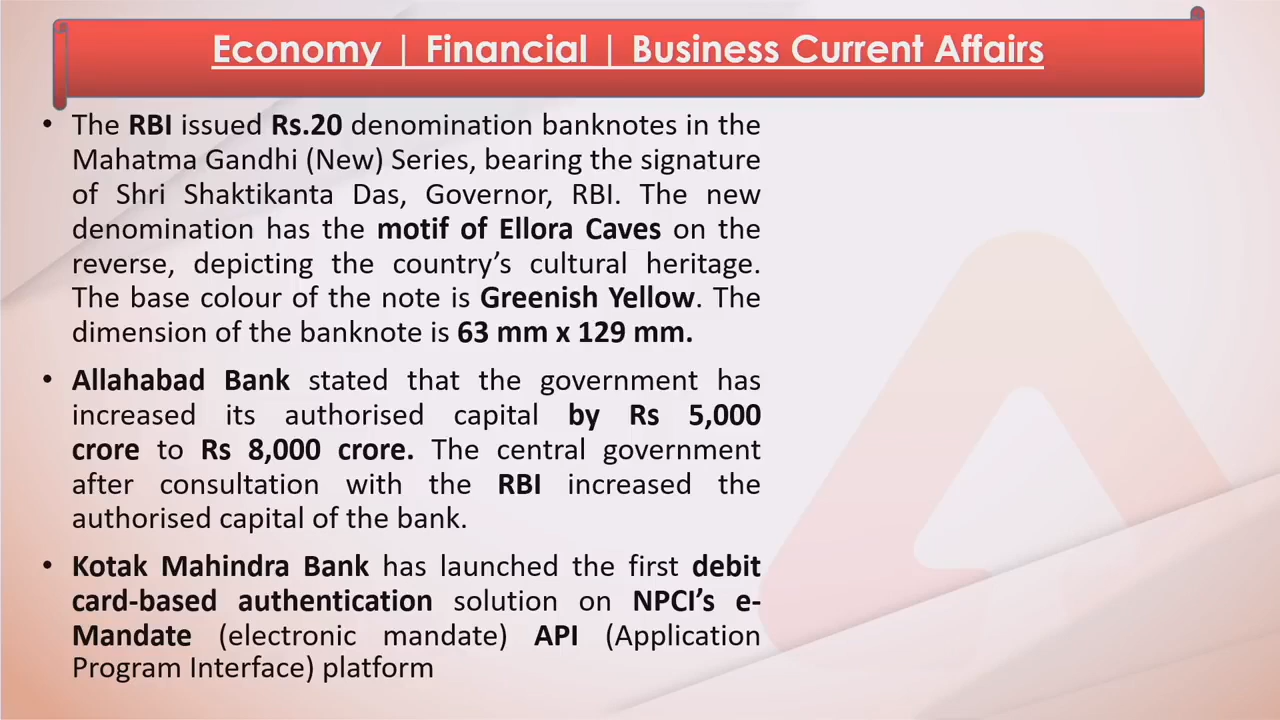 Economy | Financial | Business Current Affairs
• The RBI issued Rs.20 denomination banknotes in the
Mahatma Gandhi (New) Series, bearing the signature
of Shri Shaktikanta Das, Governor, RBI. The new
denomination has the motif of Ellora Caves on the
reverse, depicting the country’s cultural heritage.
The base colour of the note is Greenish Yellow. The
dimension of the banknote is 63 mm x 129 mm.
• Allahabad Bank stated that the government has
increased its authorised capital by Rs 5,000
crore to Rs 8,000 crore. The central government
after consultation with the RBI increased the
authorised capital of the bank.
• Kotak Mahindra Bank has launched the first debit
card-based authentication solution on NPCI’s e-
Mandate (electronic mandate) API (Application
Program Interface) platform